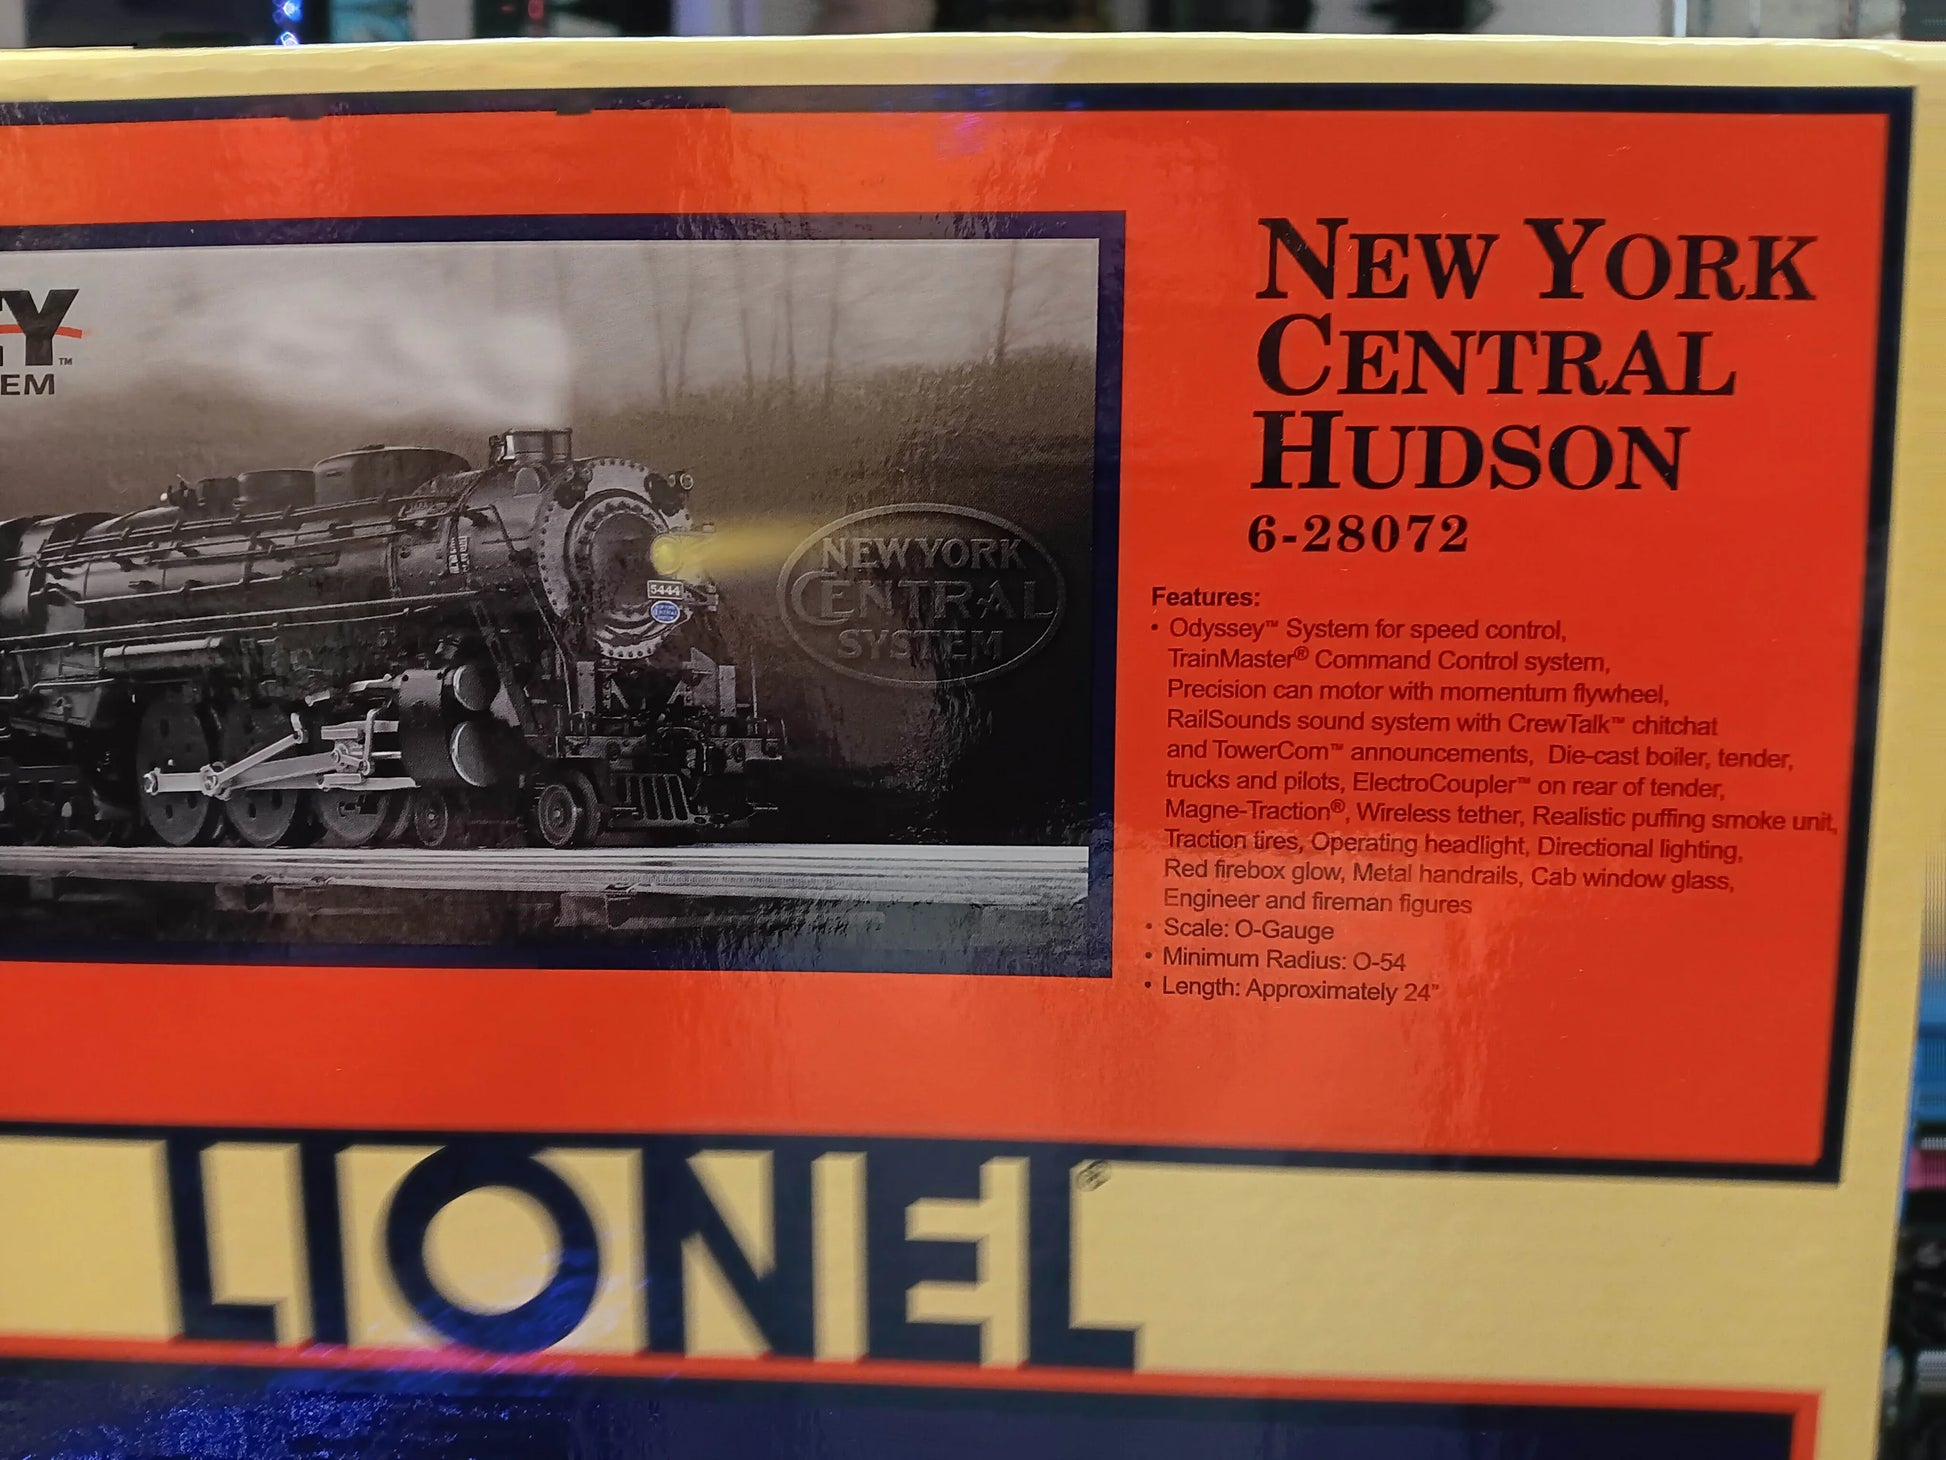 NEW YORK
CENTRAL
HUDSON
6-28072
Features:
• Odyssey™ System for speed control,
TrainMaster® Command Control system,
Precision can motor with momentum flywheel,
RailSounds sound system with CrewTalk™ chitchat
and TowerCom™ announcements, Die-cast boiler, tender,
trucks and pilots, ElectroCoupler™ on rear of tender,
Magne-Traction®, Wireless tether, Realistic puffing smoke unit,
Traction tires, Operating headlight, Directional lighting,
Red firebox glow, Metal handrails, Cab window glass,
Engineer and fireman figures
• Scale: O-Gauge
• Minimum Radius: O-54
• Length: Approximately 24"
NEW YORK
CENTRAL
SYSTEM
5444
LIONEL®